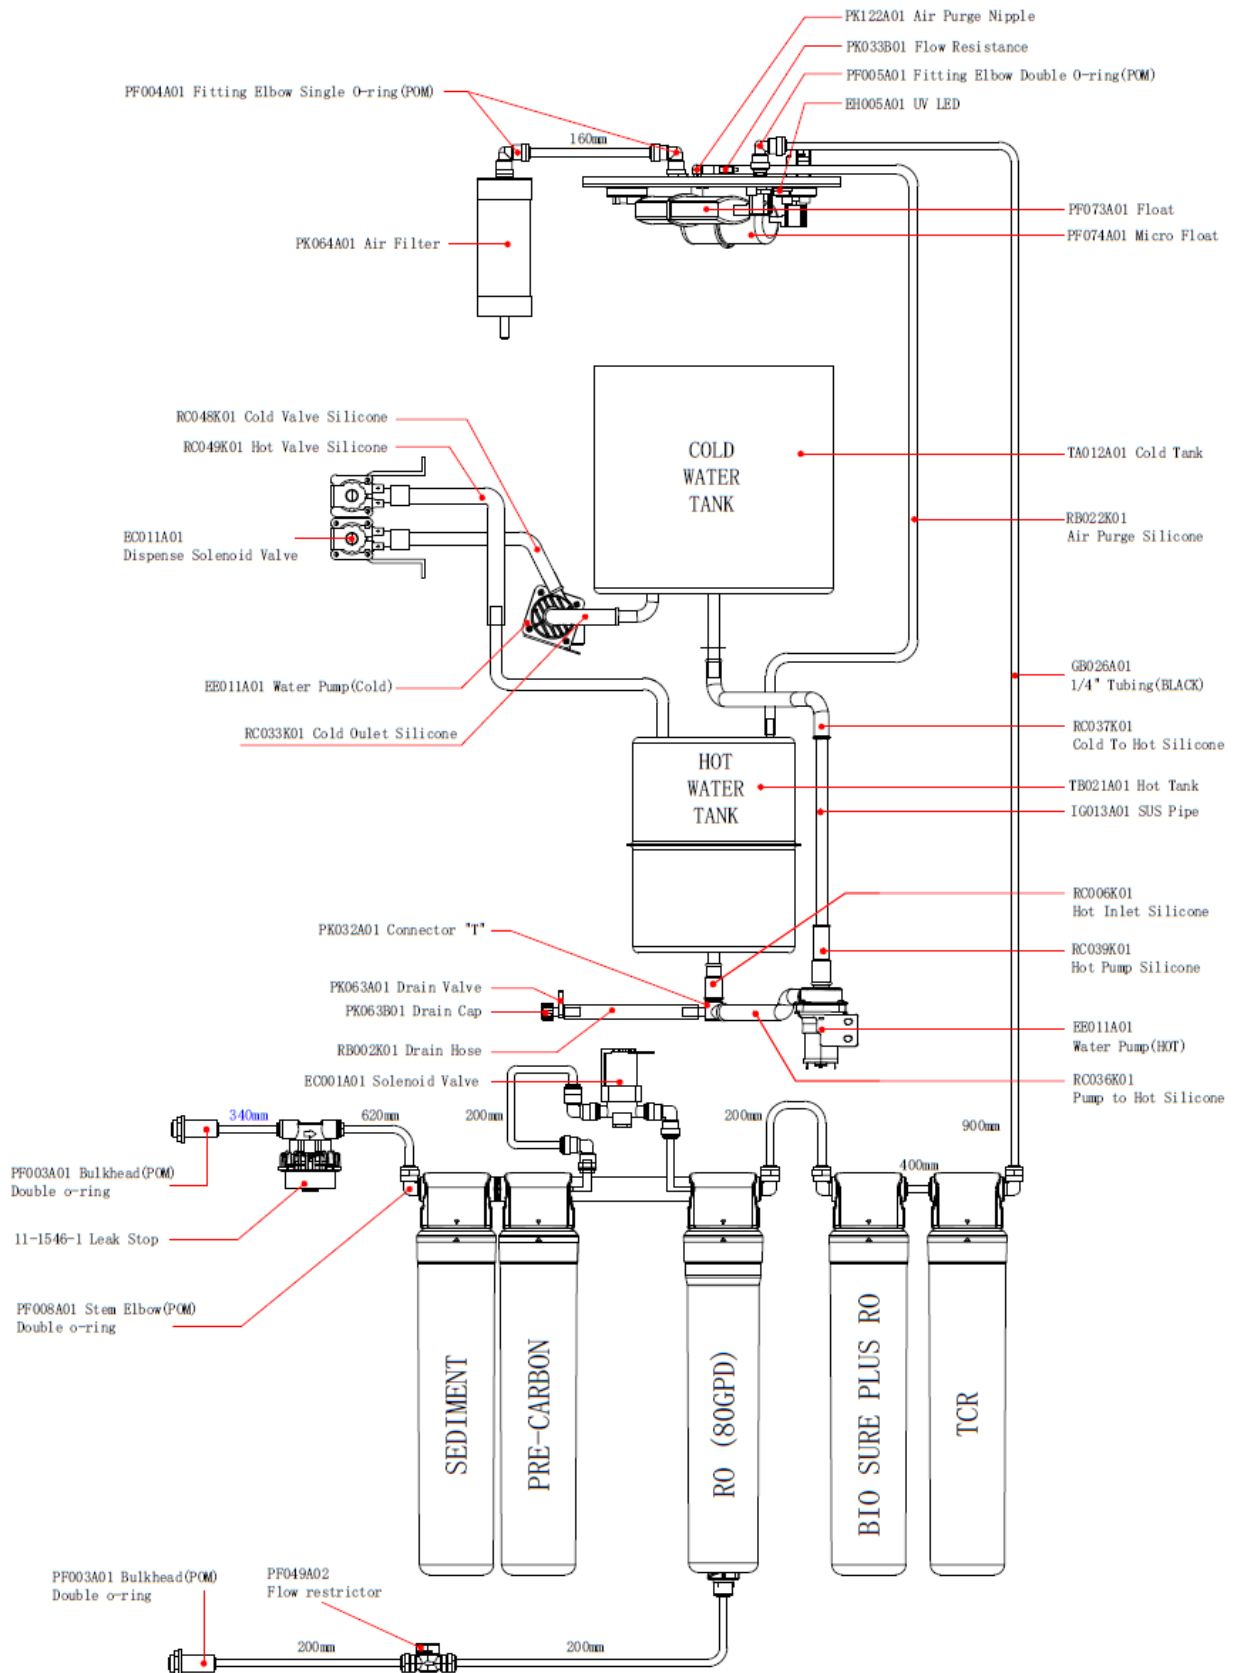 PK122A01 Air Purge Nipple
PK033B01 Flow Resistance
PF005A01 Fitting Elbow Double O-ring(POM)
PF004A01 Fitting Elbow Single O-ring(POM)
EH005A01 UV LED
160mm
PF073A01 Float
PK064A01 Air Filter
PF074A01 Micro Float
RC048K01 Cold Valve Silicone
RC049K01 Hot Valve Silicone
COLD
WATER
TANK
TA012A01 Cold Tank
EC011A01
Dispense Solenoid Valve
RB022K01
Air Purge Silicone
EE011A01 Water Pump(Cold)
GB026A01
1/4" Tubing(BLACK)
RC033K01 Cold Oulet Silicone
RC037K01
Cold To Hot Silicone
HOT
WATER
TANK
TB021A01 Hot Tank
IG013A01 SUS Pipe
RC006K01
Hot Inlet Silicone
PK032A01 Connector "T"
RC039K01
Hot Pump Silicone
PK063A01 Drain Valve
PK063B01 Drain Cap
EE011A01
Water Pump(HOT)
RB002K01 Drain Hose
EC001A01 Solenoid Valve
RC036K01
Pump to Hot Silicone
340mm
620mm
200mm
200mm
900mm
400mm
PF003A01 Bulkhead(POM)
Double o-ring
11-1546-1 Leak Stop
PF008A01 Stem Elbow(POM)
Double o-ring
SEDIMENT
PRE-CARBON
RO (80GPD)
BIO SURE PLUS RO
TCR
PF003A01 Bulkhead(POM)
Double o-ring
PF049A02
Flow restrictor
200mm
200mm